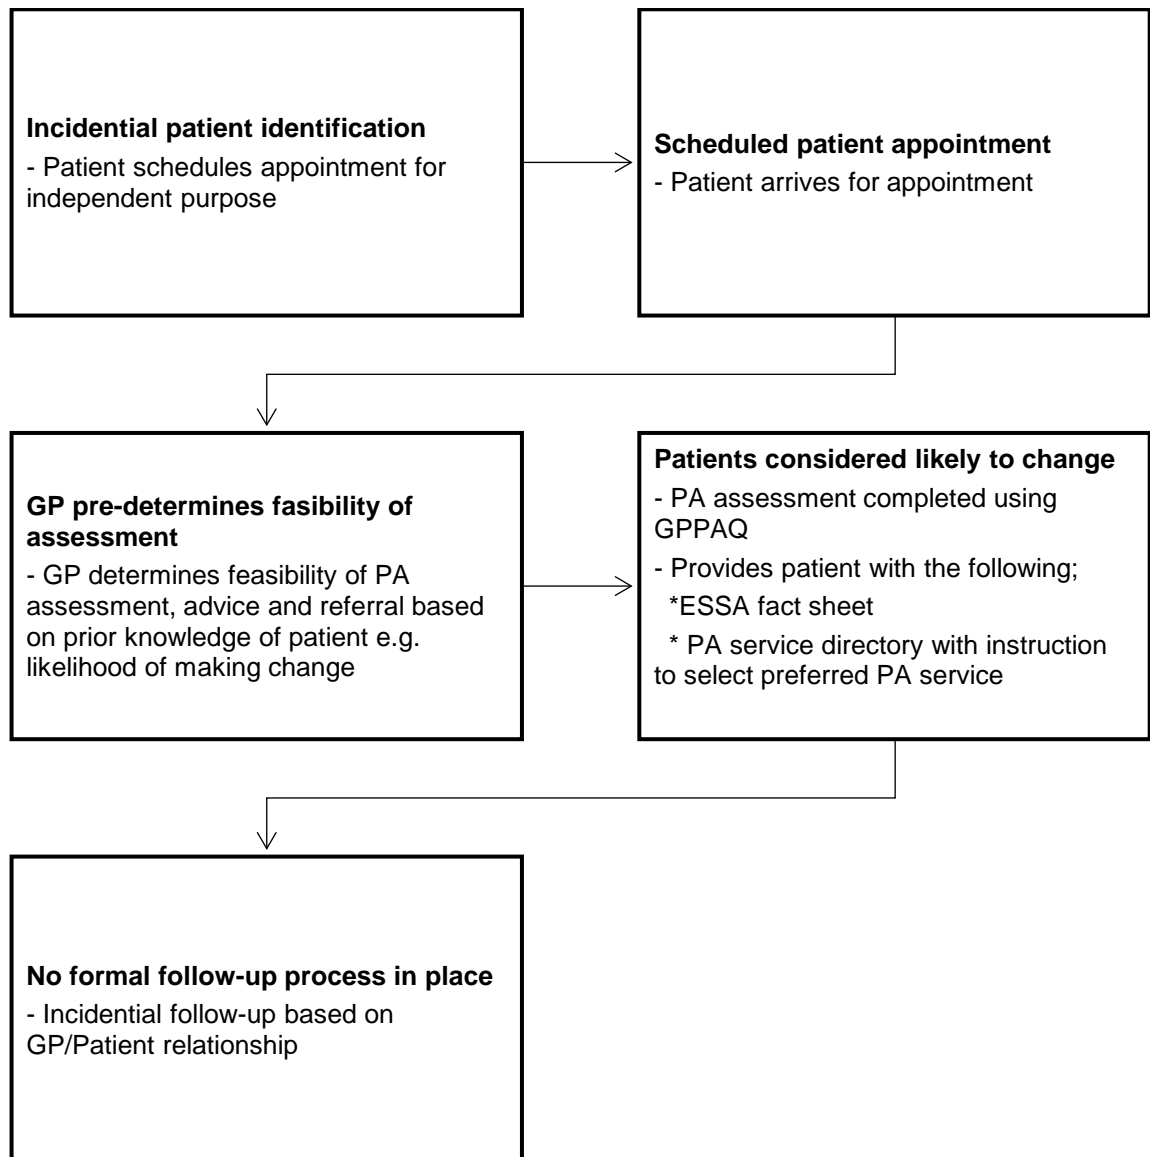 Incidential patient identification
- Patient schedules appointment for
independent purpose
Scheduled patient appointment
- Patient arrives for appointment
GP pre-determines fasibility of
assessment
- GP determines feasibility of PA
assessment, advice and referral based
on prior knowledge of patient e.g.
likelihood of making change
Patients considered likely to change
- PA assessment completed using
GPPAQ
- Provides patient with the following;
*ESSA fact sheet
* PA service directory with instruction
to select preferred PA service
No formal follow-up process in place
- Incidential follow-up based on
GP/Patient relationship